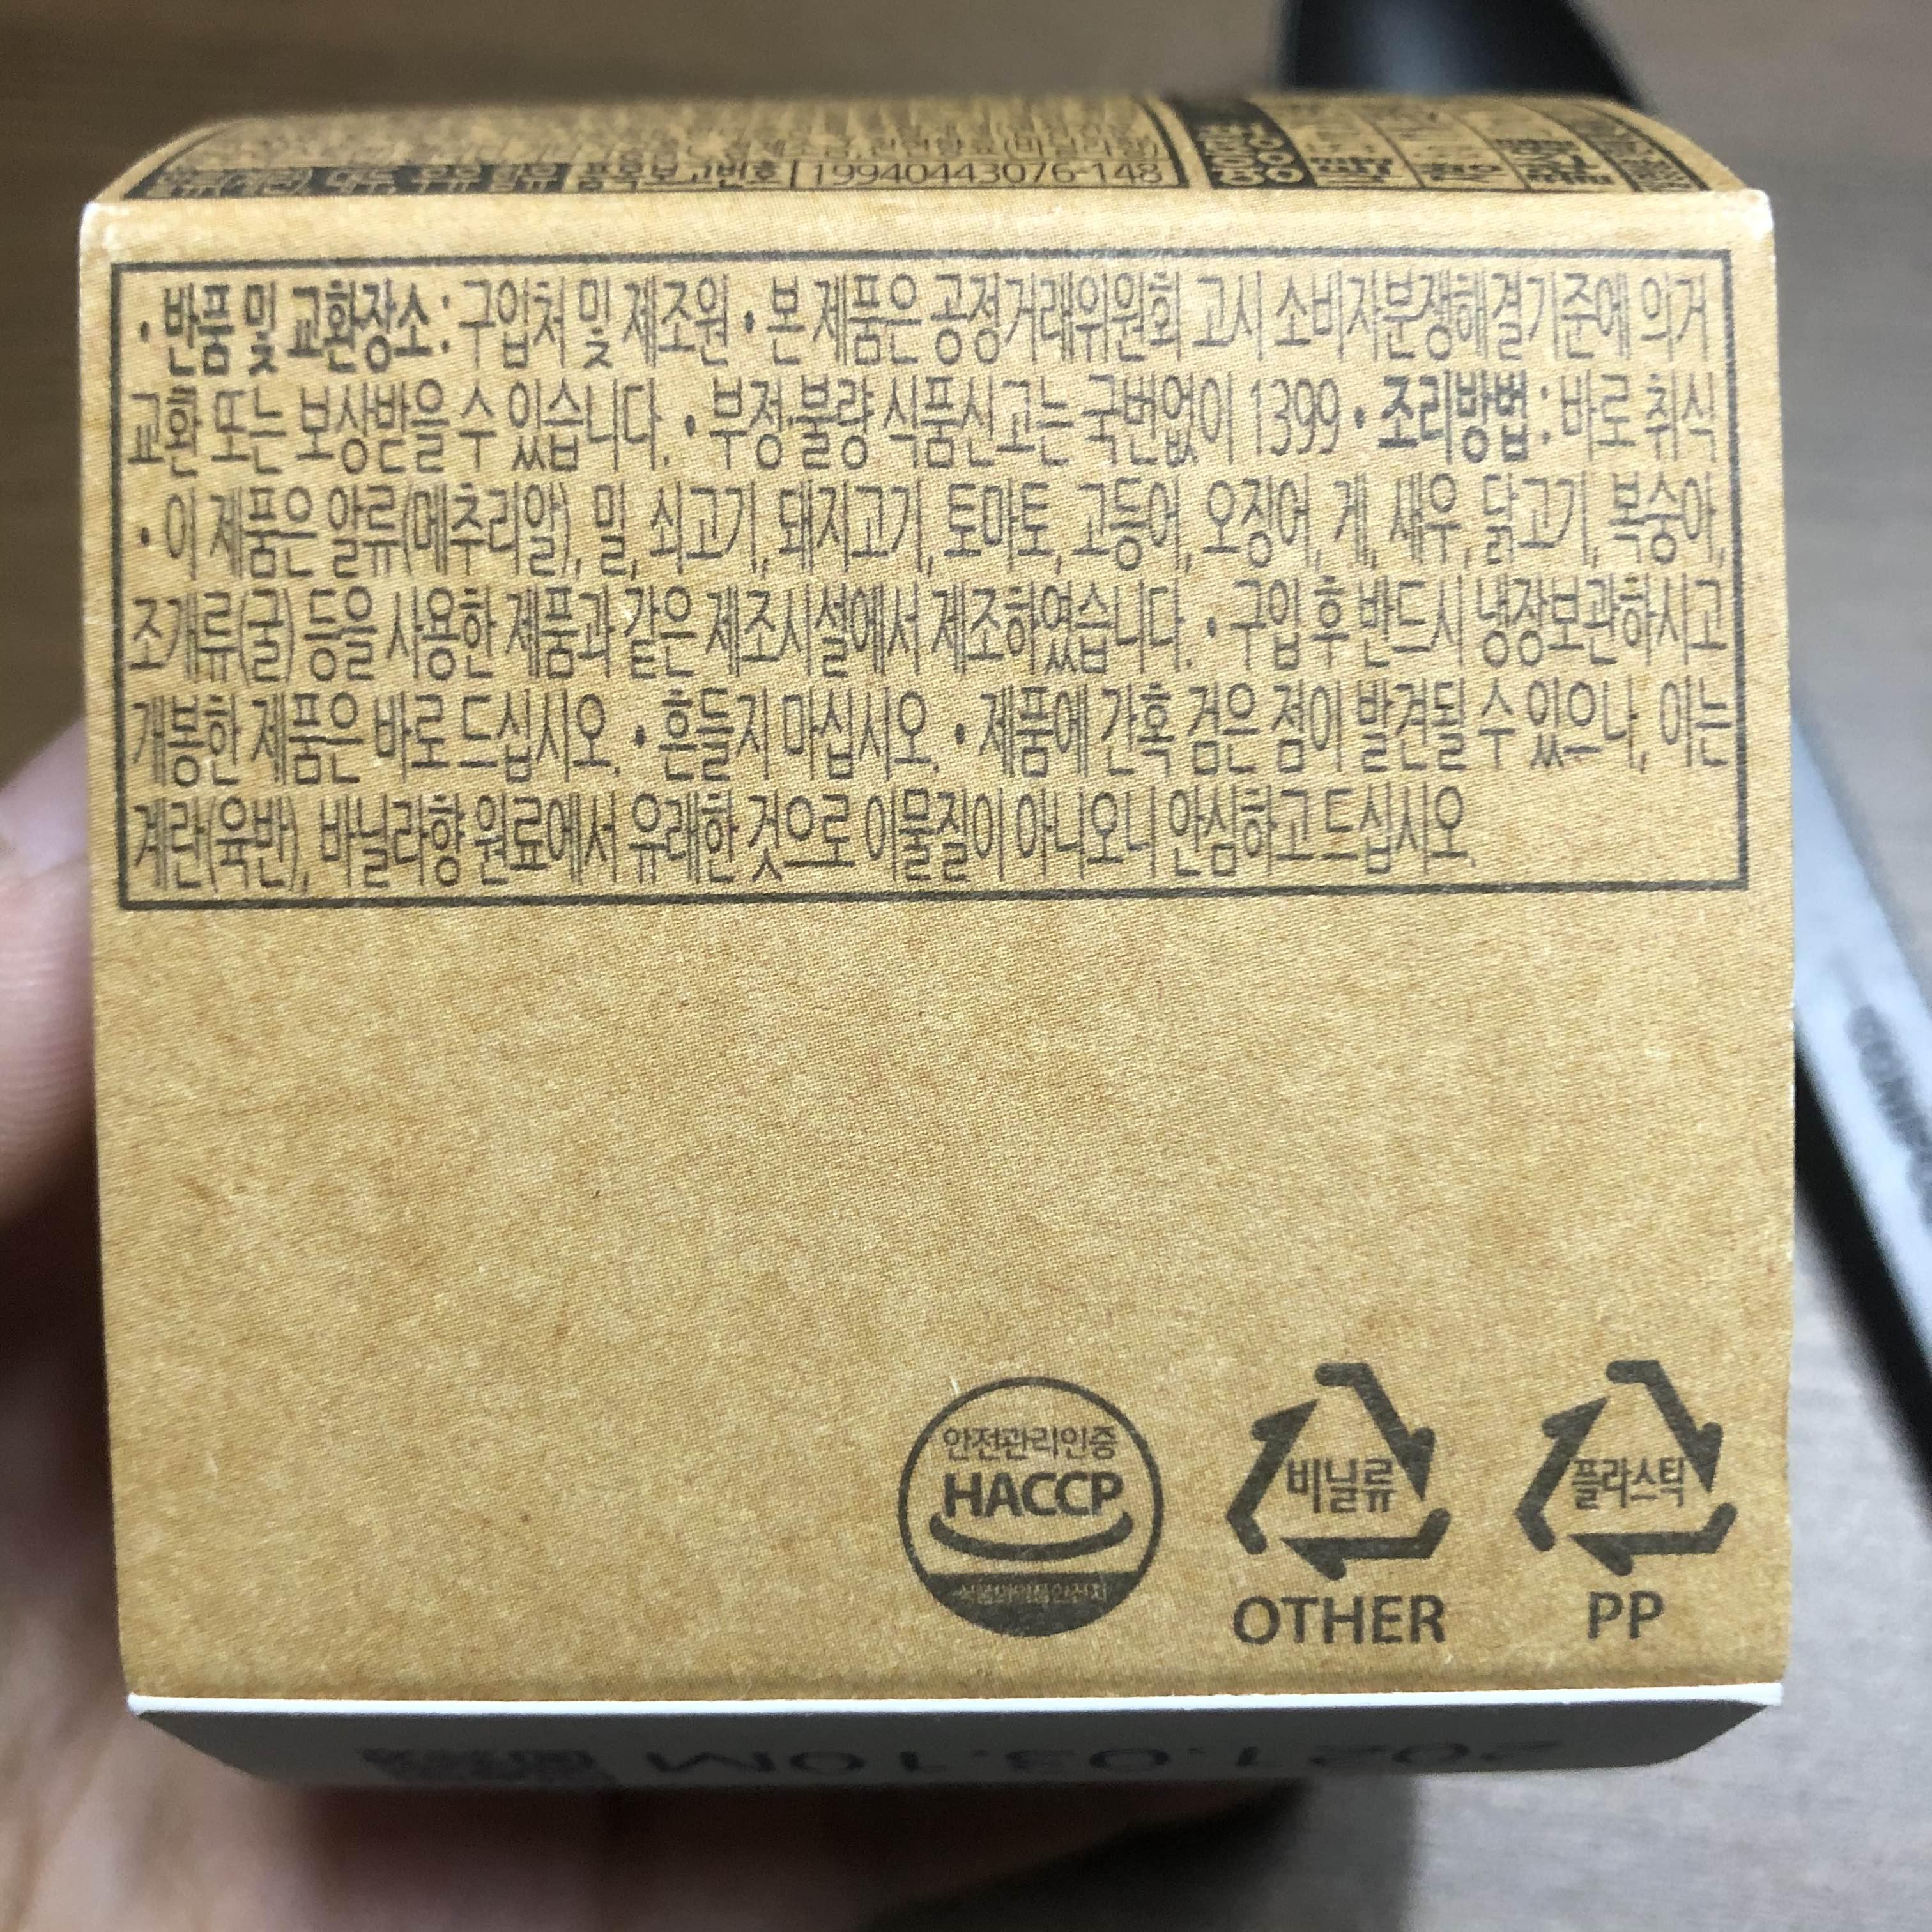 품목보고번호 19940443076-148
• 반품 및 교환장소 : 구입처 및 제조원 • 본 제품은 공정거래위원회 고시 소비자분쟁해결기준에 의거
교환 또는 보상받을 수 있습니다. • 부정·불량 식품신고는 국번없이 1399 • 조리방법 : 바로 취식
• 이 제품은 알류(메추리알), 밀, 쇠고기, 돼지고기, 토마토, 고등어, 오징어, 게, 새우, 닭고기, 복숭아,
조개류(굴) 등을 사용한 제품과 같은 제조시설에서 제조하였습니다. • 구입 후 반드시 냉장보관하시고
개봉한 제품은 바로 드십시오. • 흔들지 마십시오. • 제품에 간혹 검은 점이 발견될 수 있으나, 이는
계란(육반), 바닐라향 원료에서 유래한 것으로 이물질이 아니오니 안심하고 드십시오.
안전관리인증
HACCP
식품의약품안전처
비닐류
OTHER
플라스틱
PP
2021.03.10M